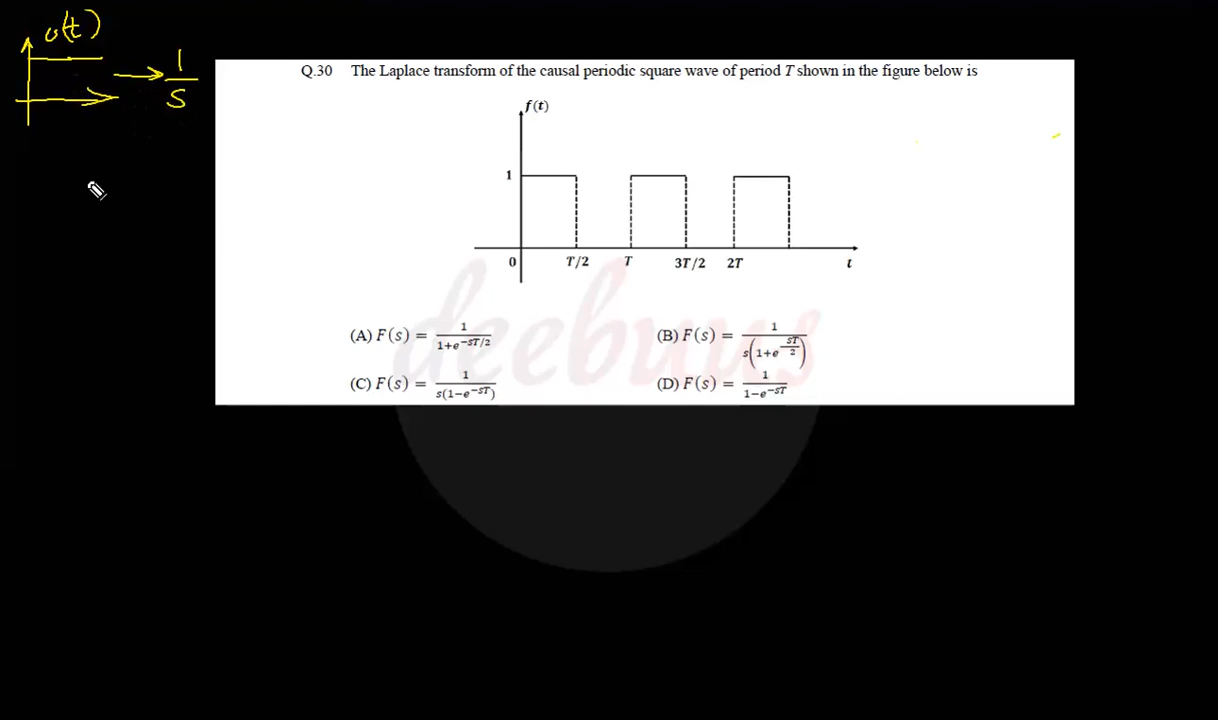 u(t)
1
s
Q.30 The Laplace transform of the causal periodic square wave of period T shown in the figure below is
f(t)
1
0 T/2 T 3T/2 2T t
(A) F(s) = 1/(1+e^(−sT/2)) (B) F(s) = 1/(s(1+e^(−sT/2)))
(C) F(s) = 1/(s(1−e^(−sT))) (D) F(s) = 1/(1−e^(−sT))
deebuus